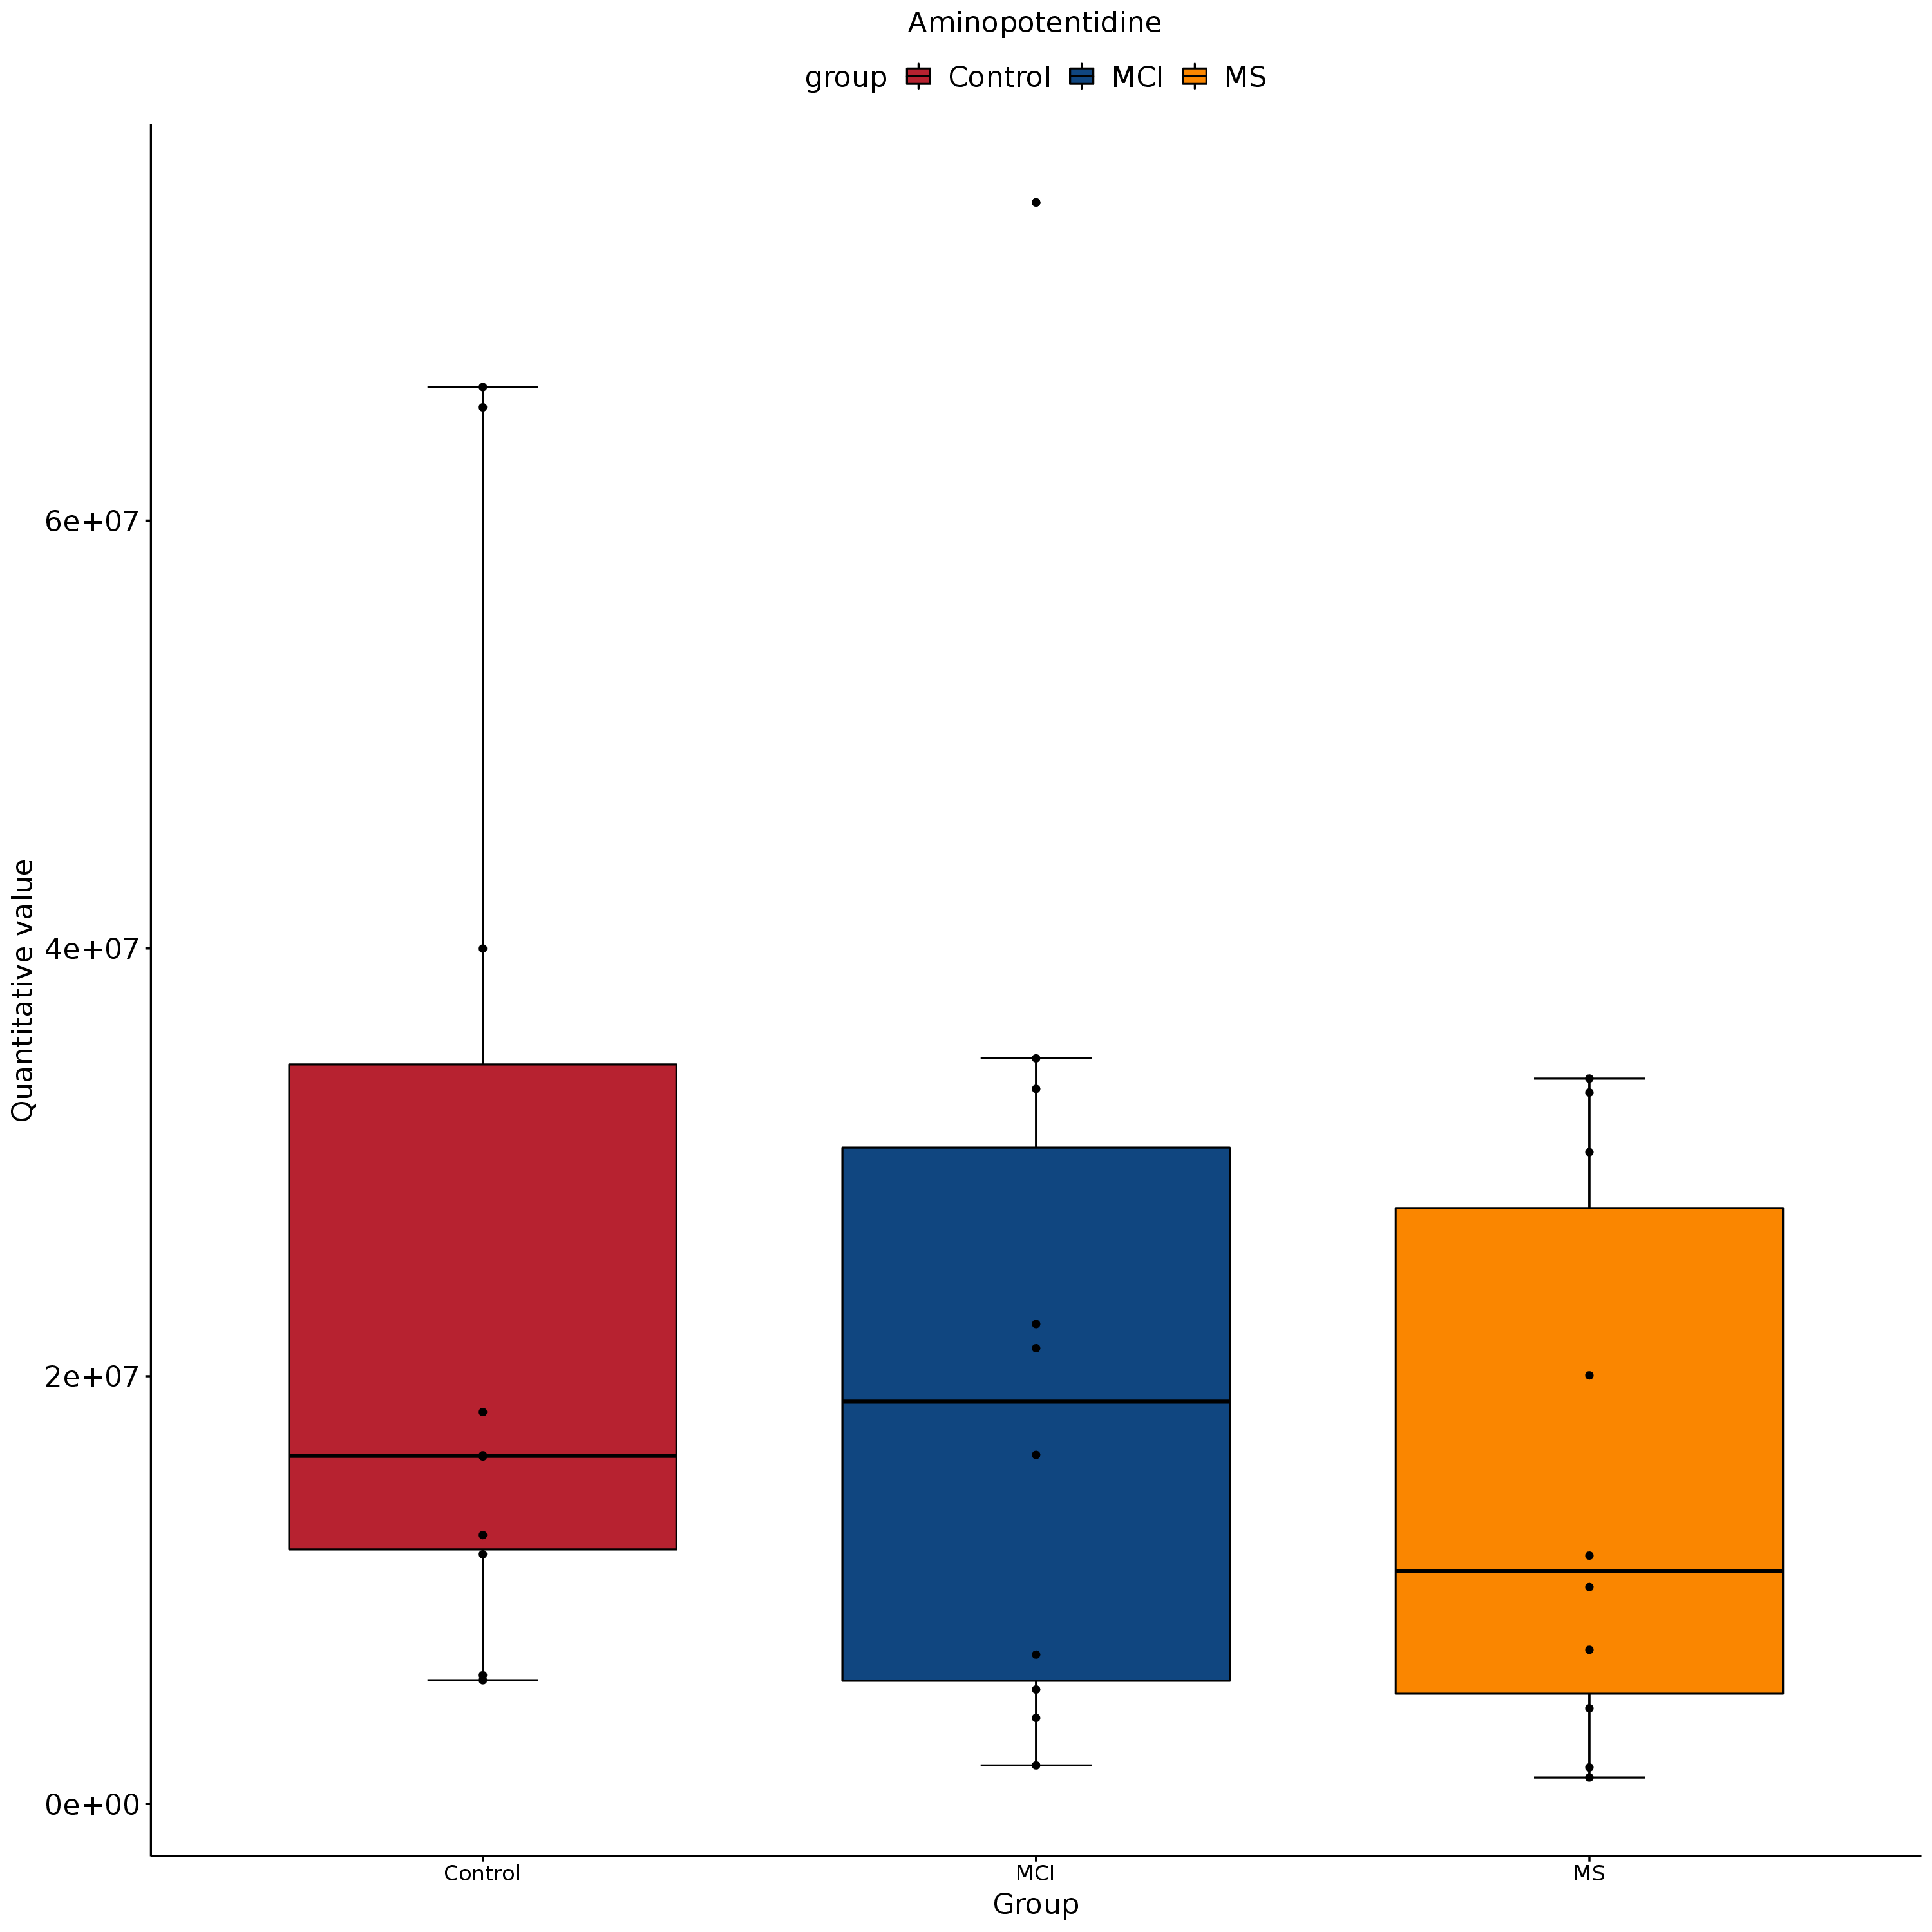 Aminopotentidine
group Control MCI MS
Quantitative value
6e+07
4e+07
2e+07
0e+00
Control MCI MS
Group